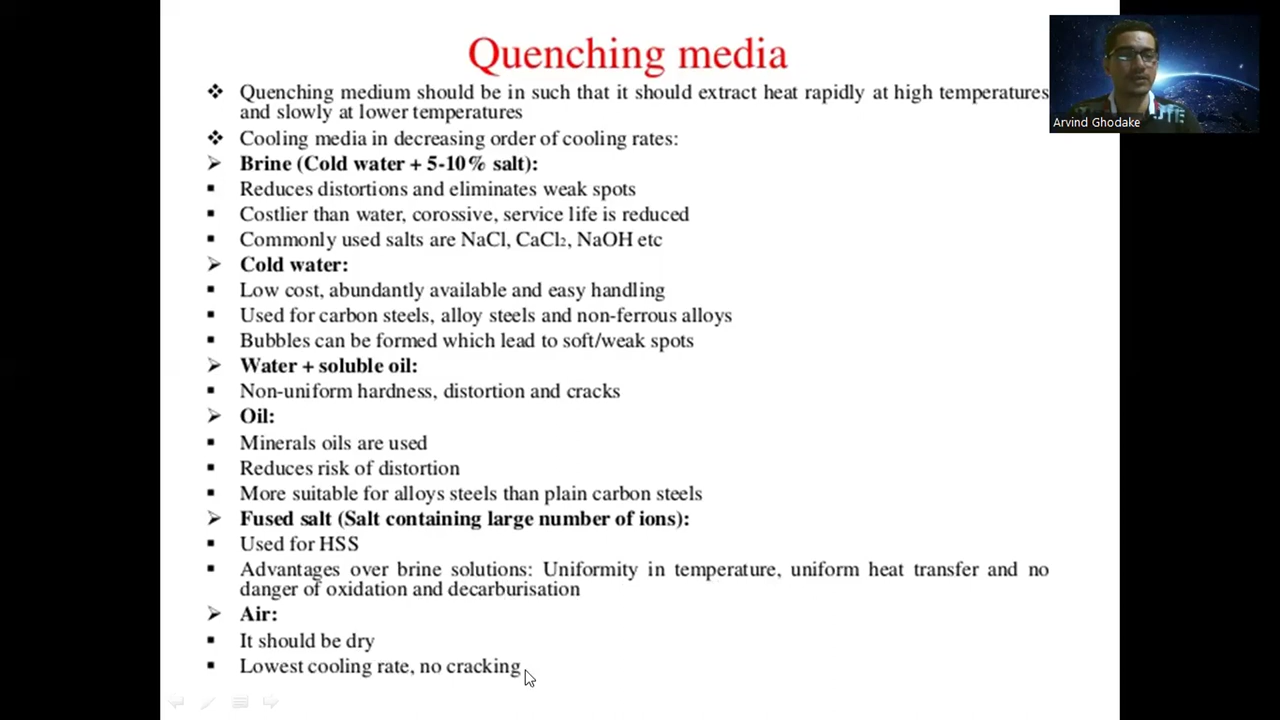 Quenching media
❖ Quenching medium should be in such that it should extract heat rapidly at high temperatures
and slowly at lower temperatures
❖ Cooling media in decreasing order of cooling rates:
➢ Brine (Cold water + 5-10% salt):
▪ Reduces distortions and eliminates weak spots
▪ Costlier than water, corossive, service life is reduced
▪ Commonly used salts are NaCl, CaCl₂, NaOH etc
➢ Cold water:
▪ Low cost, abundantly available and easy handling
▪ Used for carbon steels, alloy steels and non-ferrous alloys
▪ Bubbles can be formed which lead to soft/weak spots
➢ Water + soluble oil:
▪ Non-uniform hardness, distortion and cracks
➢ Oil:
▪ Minerals oils are used
▪ Reduces risk of distortion
▪ More suitable for alloys steels than plain carbon steels
➢ Fused salt (Salt containing large number of ions):
▪ Used for HSS
▪ Advantages over brine solutions: Uniformity in temperature, uniform heat transfer and no
danger of oxidation and decarburisation
➢ Air:
▪ It should be dry
▪ Lowest cooling rate, no cracking
Arvind Ghodake